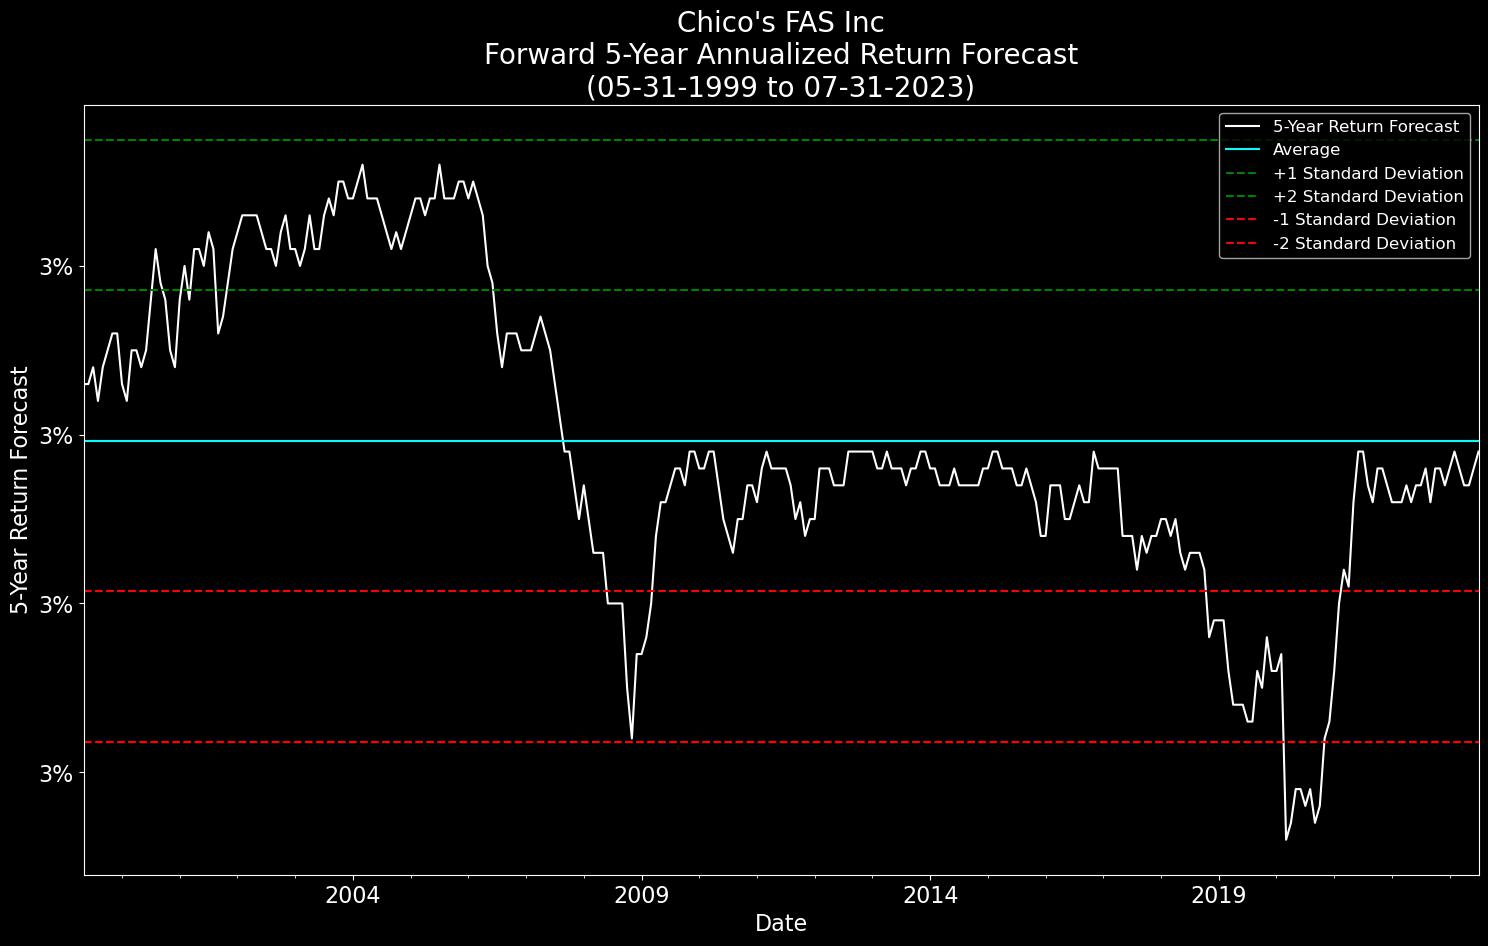 Chico's FAS Inc
Forward 5-Year Annualized Return Forecast
(05-31-1999 to 07-31-2023)
5-Year Return Forecast
Average
+1 Standard Deviation
+2 Standard Deviation
-1 Standard Deviation
-2 Standard Deviation
5-Year Return Forecast
3%
3%
3%
3%
2004
2009
2014
2019
Date